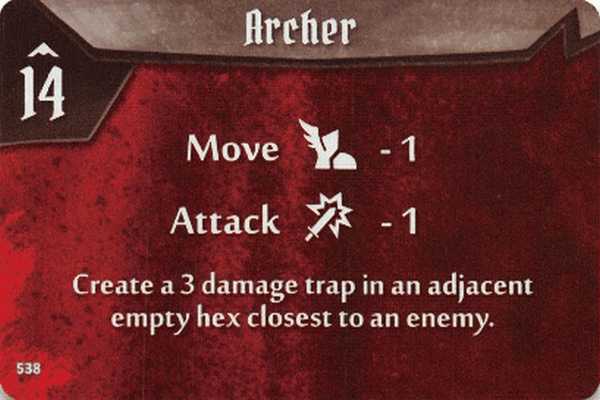 Archer
14
Move - 1
Attack - 1
Create a 3 damage trap in an adjacent
empty hex closest to an enemy.
538